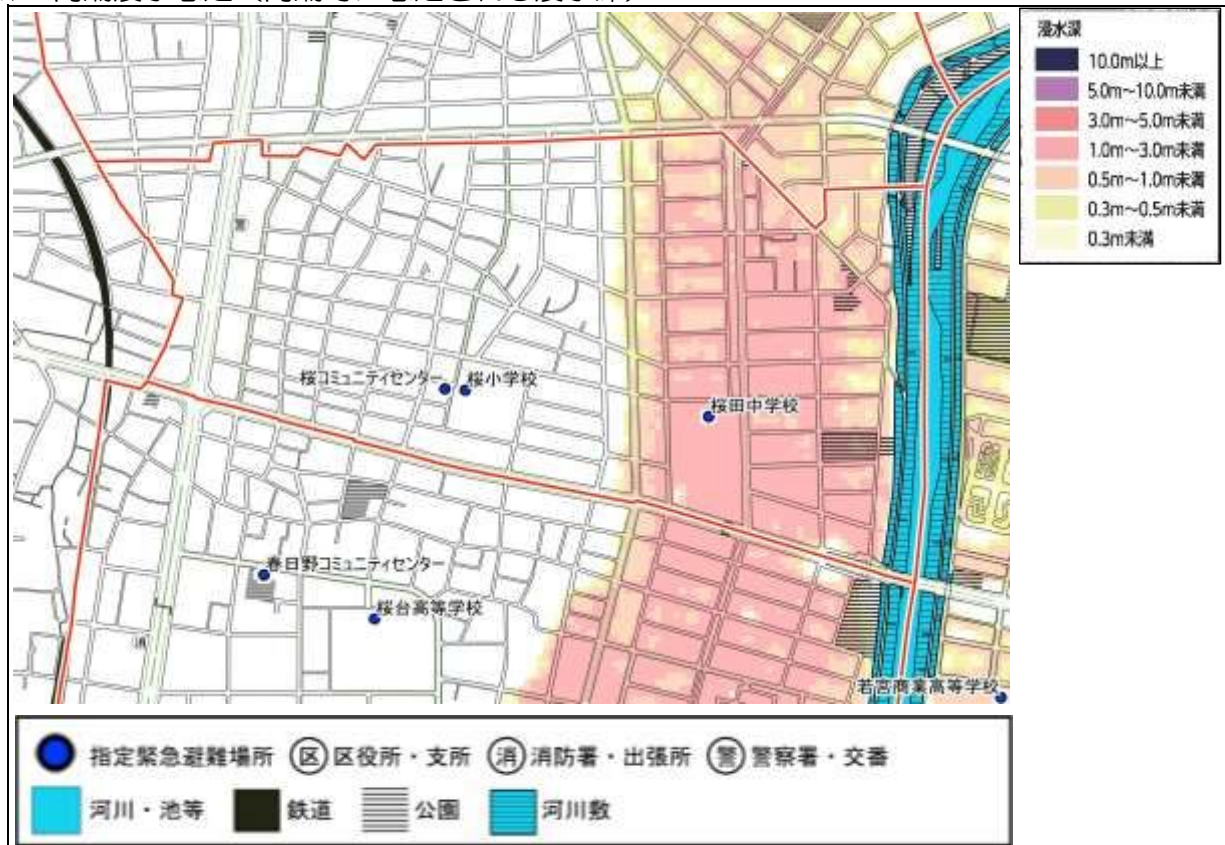 浸水深
10.0m以上
5.0m～10.0m未満
3.0m～5.0m未満
1.0m～3.0m未満
0.5m～1.0m未満
0.3m～0.5m未満
0.3m未満
桜コミュニティセンター
桜小学校
桜田中学校
春日野コミュニティセンター
桜台高等学校
消
若宮商業高等学校
指定緊急避難場所 区 区役所・支所 消 消防署・出張所 警 警察署・交番
河川・池等 鉄道 公園 河川敷